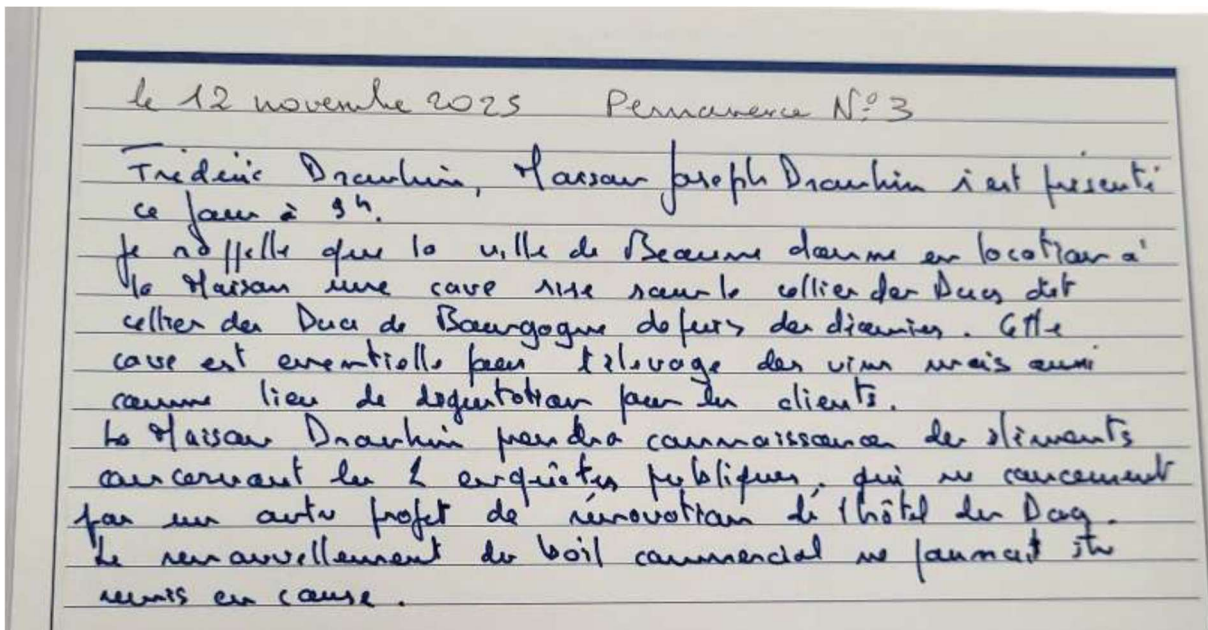 le 12 novembre 2025 Permanence N° 3
Frédéric Drouhin, Maison Joseph Drouhin s'est présenté
ce jour à 9h.
Je rappelle que la ville de Beaune donne en location à
la Maison une cave sise sous le cellier des Ducs dit
cellier des Ducs de Bourgogne depuis des décennies. Cette
cave est essentielle pour l'élevage des vins mais aussi
comme lieu de dégustation pour les clients.
La Maison Drouhin prendra connaissance des éléments
concernant les 2 enquêtes publiques, qui ne concernent
pas un autre projet de rénovation de l'hôtel des Ducs.
Le renouvellement du bail commercial ne pourrait être
remis en cause.